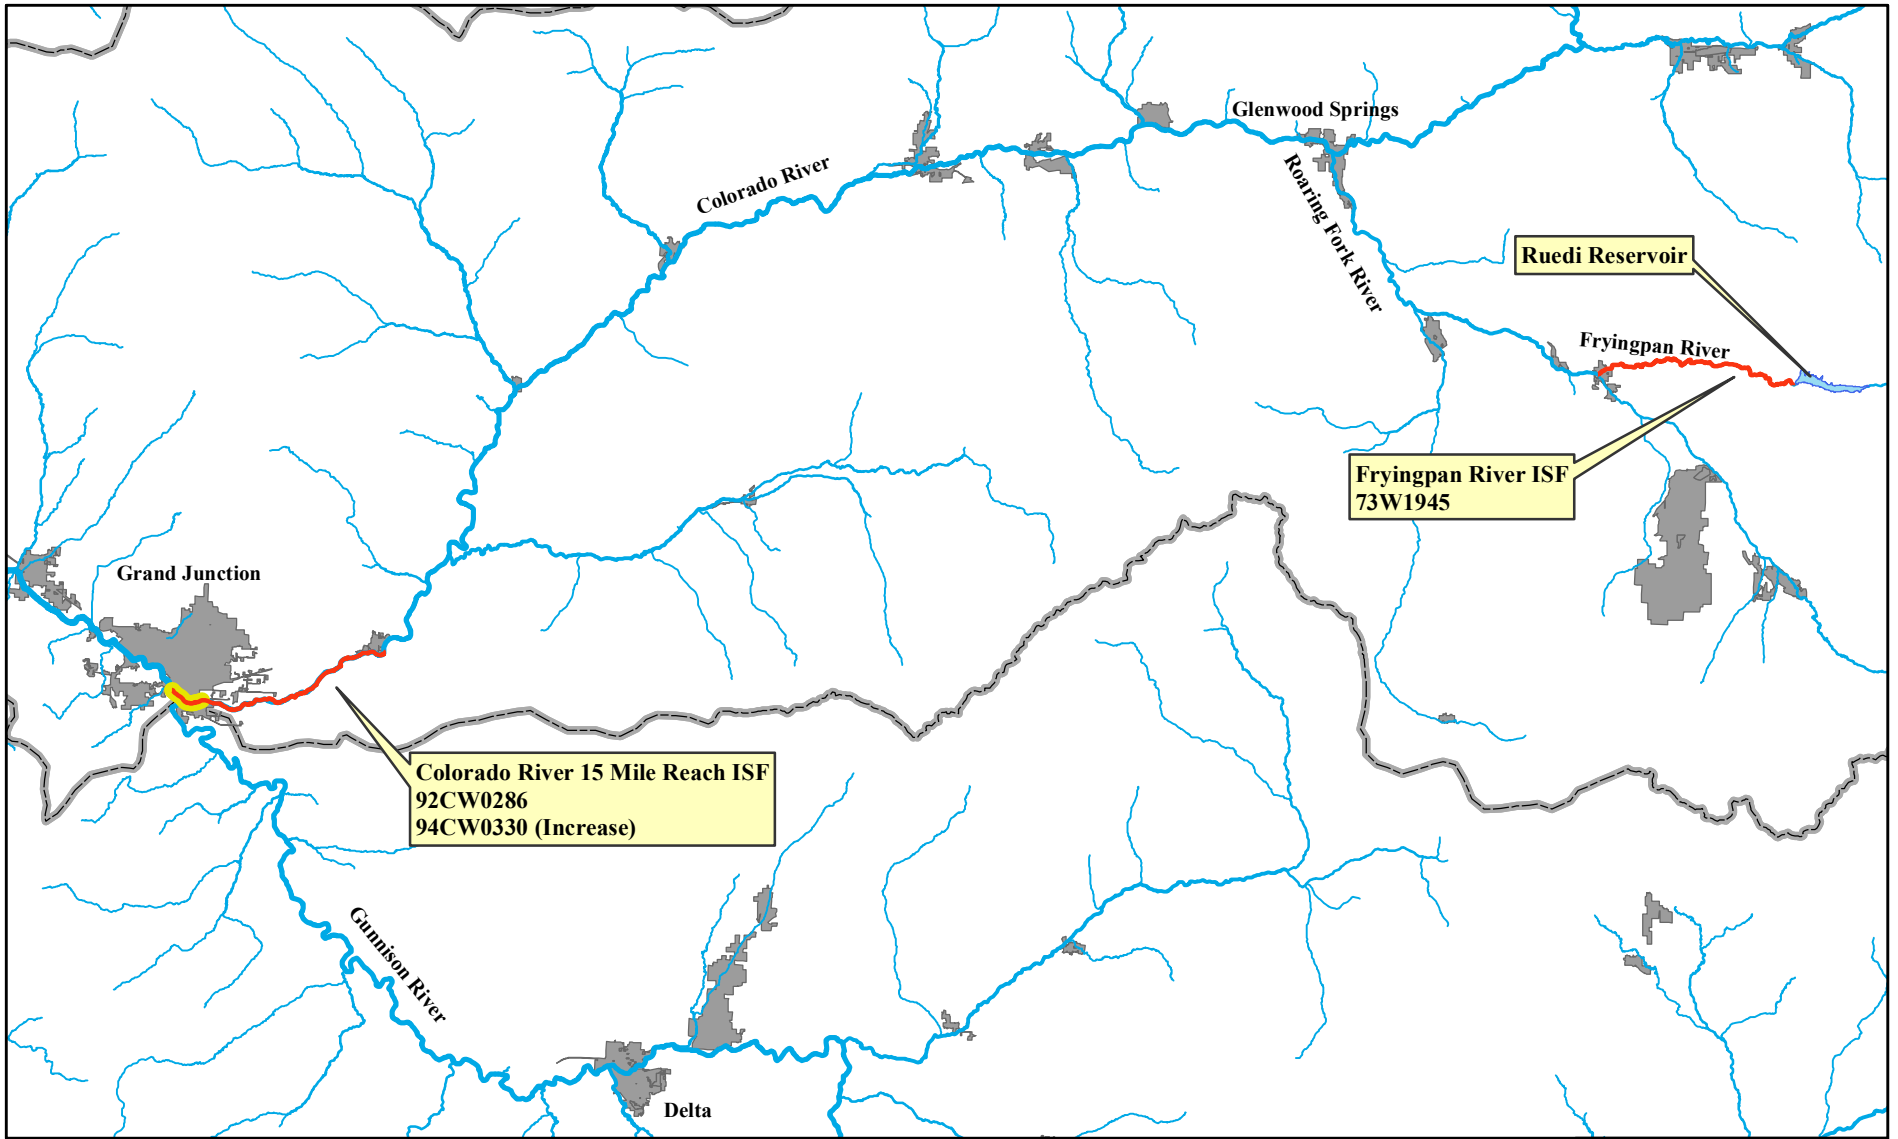 Glenwood Springs
Colorado River
Roaring Fork River
Ruedi Reservoir
Fryingpan River
Fryingpan River ISF
73W1945
Grand Junction
Colorado River 15 Mile Reach ISF
92CW0286
94CW0330 (Increase)
Gunnison River
Delta